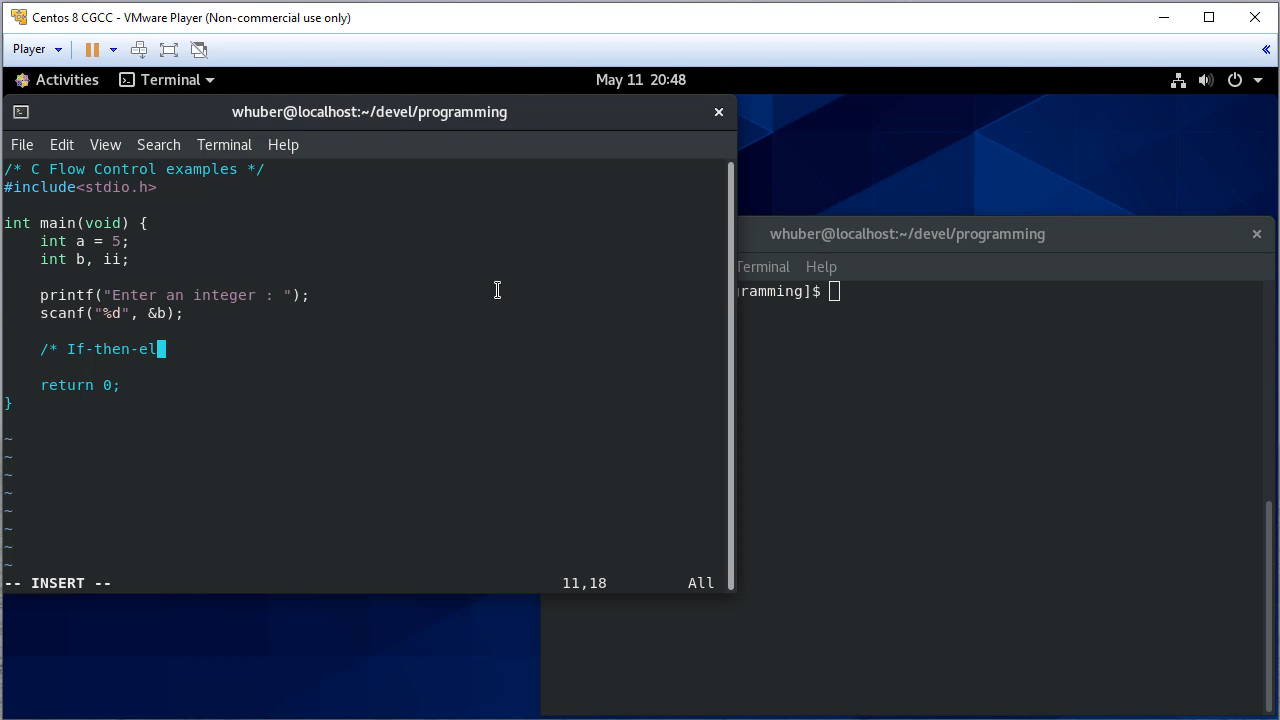 Centos 8 CGCC - VMware Player (Non-commercial use only)
Player
Activities Terminal May 11 20:48
whuber@localhost:~/devel/programming
File Edit View Search Terminal Help
/* C Flow Control examples */
#include<stdio.h>
int main(void) {
int a = 5;
int b, ii;
printf("Enter an integer : ");
scanf("%d", &b);
/* If-then-el
return 0;
}
~
~
~
~
~
~
~
~
-- INSERT -- 11,18 All
whuber@localhost:~/devel/programming
Terminal Help
gramming]$